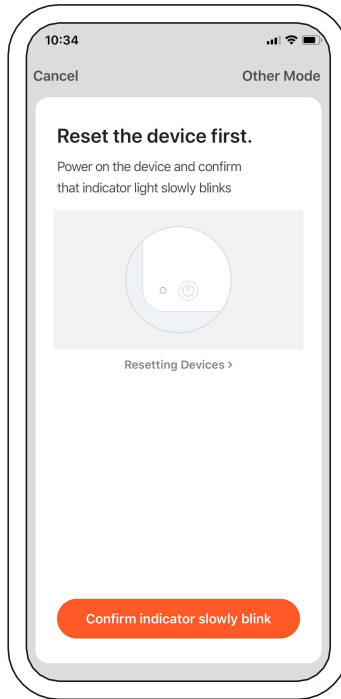 10:34
Cancel Other Mode
Reset the device first.
Power on the device and confirm
that indicator light slowly blinks
Resetting Devices >
Confirm indicator slowly blink